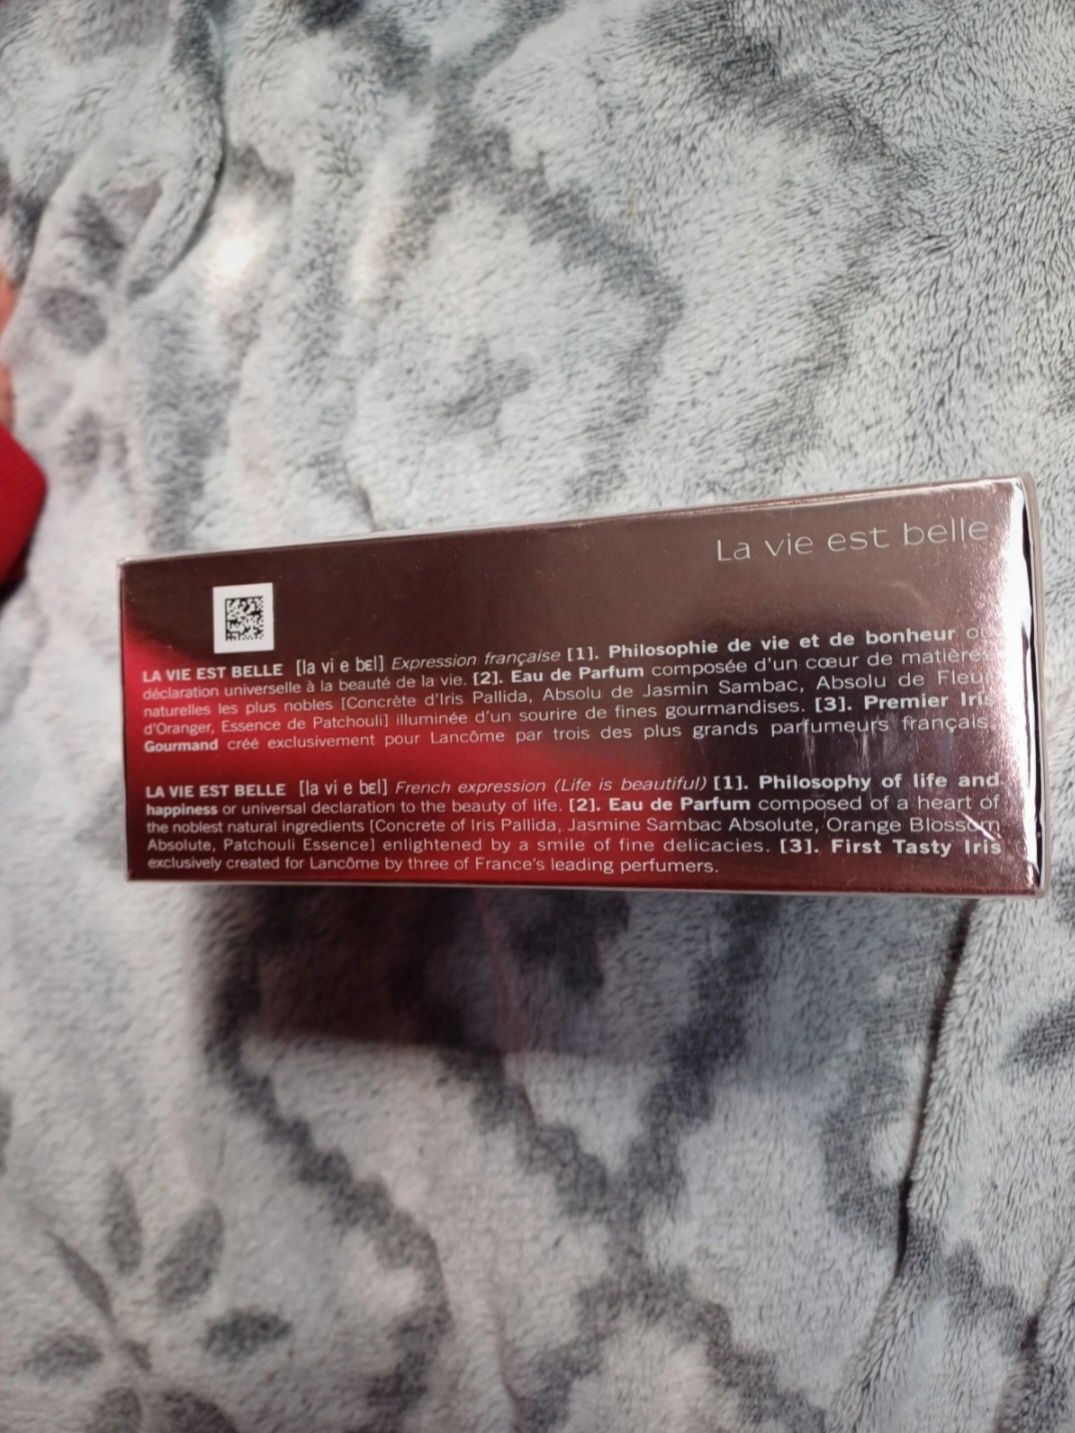 La vie est belle
LA VIE EST BELLE [la vi e bɛl] Expression française [1]. Philosophie de vie et de bonheur
déclaration universelle à la beauté de la vie. [2]. Eau de Parfum composée d'un cœur de matières
naturelles les plus nobles [Concrète d'Iris Pallida, Absolu de Jasmin Sambac, Absolu de Fleur
d'Oranger, Essence de Patchouli] illuminée d'un sourire de fines gourmandises. [3]. Premier Iris
Gourmand créé exclusivement pour Lancôme par trois des plus grands parfumeurs français.
LA VIE EST BELLE [la vi e bɛl] French expression (Life is beautiful) [1]. Philosophy of life and
happiness or universal declaration to the beauty of life. [2]. Eau de Parfum composed of a heart of
the noblest natural ingredients [Concrete of Iris Pallida, Jasmine Sambac Absolute, Orange Blossom
Absolute, Patchouli Essence] enlightened by a smile of fine delicacies. [3]. First Tasty Iris
exclusively created for Lancôme by three of France's leading perfumers.